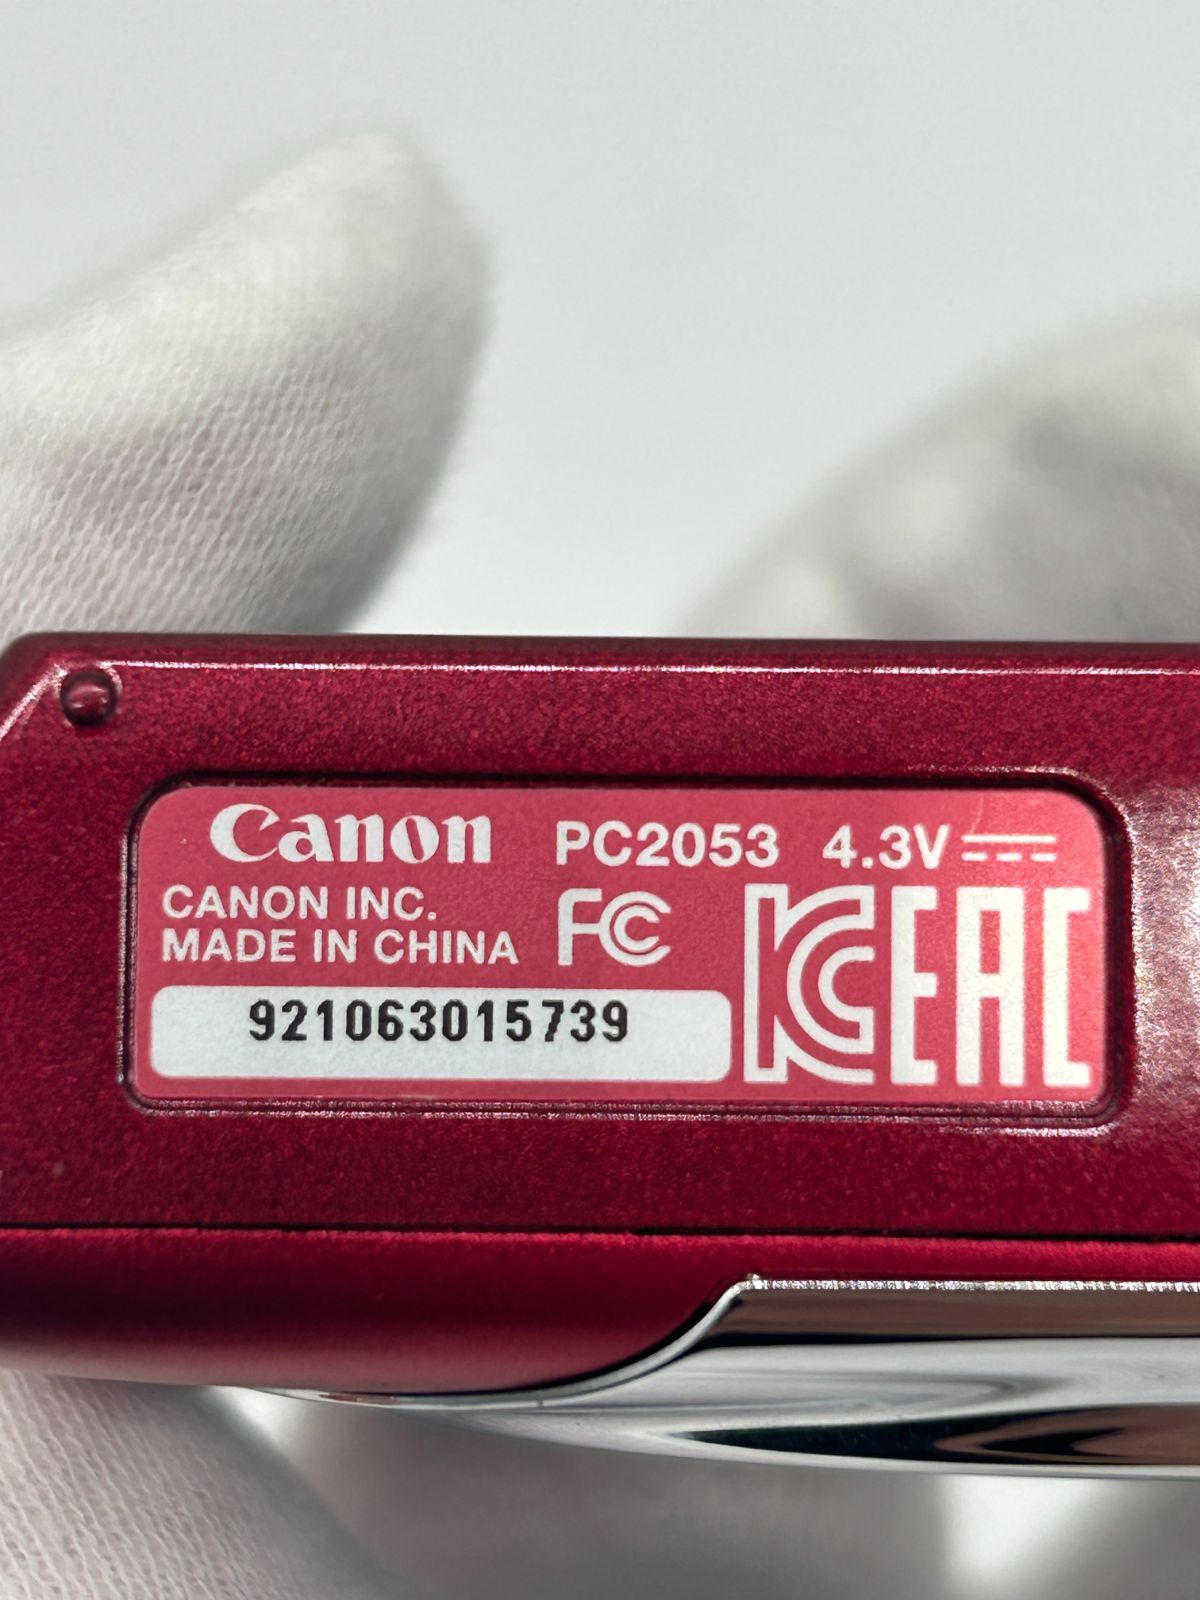 Canon PC2053 4.3V
CANON INC.
MADE IN CHINA
FC
KC EAC
921063015739